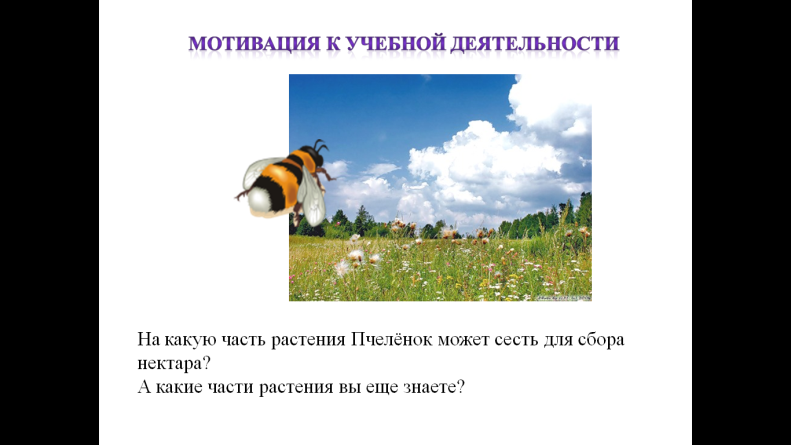 МОТИВАЦИЯ К УЧЕБНОЙ ДЕЯТЕЛЬНОСТИ
На какую часть растения Пчелёнок может сесть для сбора
нектара?
А какие части растения вы еще знаете?